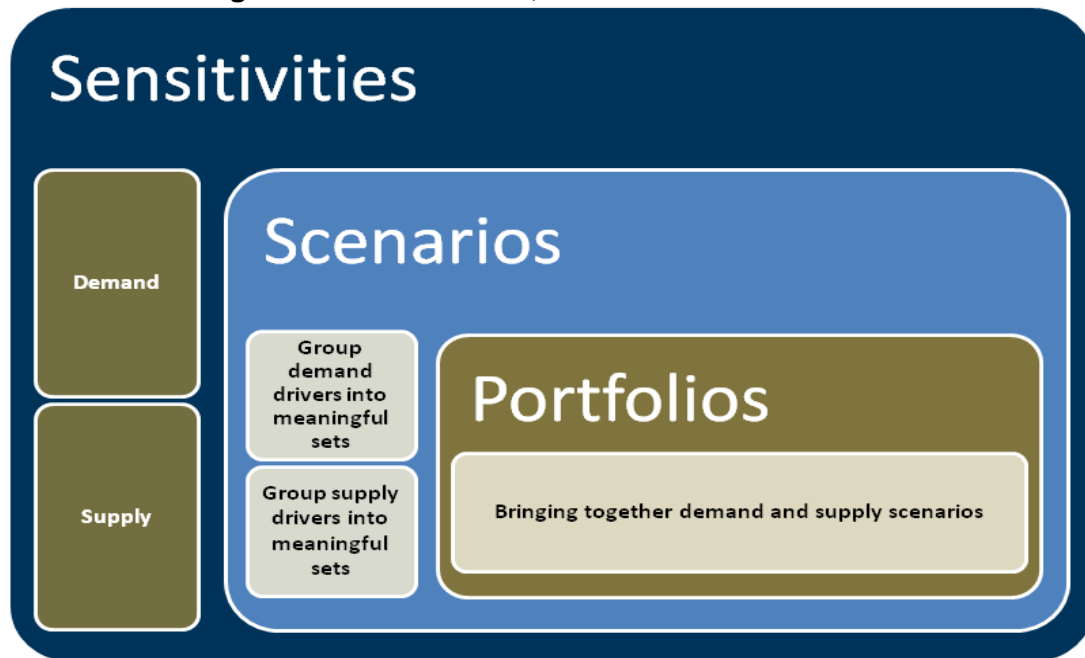 Sensitivities
Demand
Supply
Scenarios
Group
demand
drivers into
meaningful
sets
Group supply
drivers into
meaningful
sets
Portfolios
Bringing together demand and supply scenarios